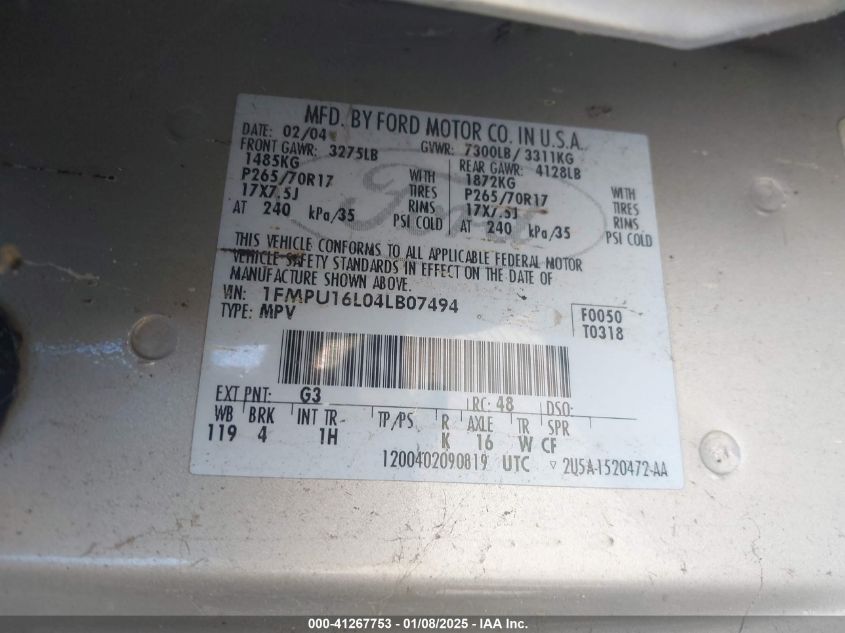 MFD. BY FORD MOTOR CO. IN U.S.A.
DATE: 02/04 GVWR: 7300LB/ 3311KG
FRONT GAWR: 3275LB REAR GAWR: 4128LB
1485KG WITH 1872KG WITH
P265/70R17 TIRES P265/70R17 TIRES
17X7.5J RIMS 17X7.5J RIMS
AT 240 kPa/35 PSI COLD AT 240 kPa/35 PSI COLD
THIS VEHICLE CONFORMS TO ALL APPLICABLE FEDERAL MOTOR
VEHICLE SAFETY STANDARDS IN EFFECT ON THE DATE OF
MANUFACTURE SHOWN ABOVE.
VIN: 1FMPU16L04LB07494 F0050
TYPE: MPV T0318
EXT PNT: G3 RC: 48 DSO:
WB BRK INT TR TP/PS R AXLE TR SPR
119 4 1H K 16 W CF
12004020908​19 UTC ▿ 2U5A-1520472-AA
Ford
000-41267753 - 01/08/2025 - IAA Inc.